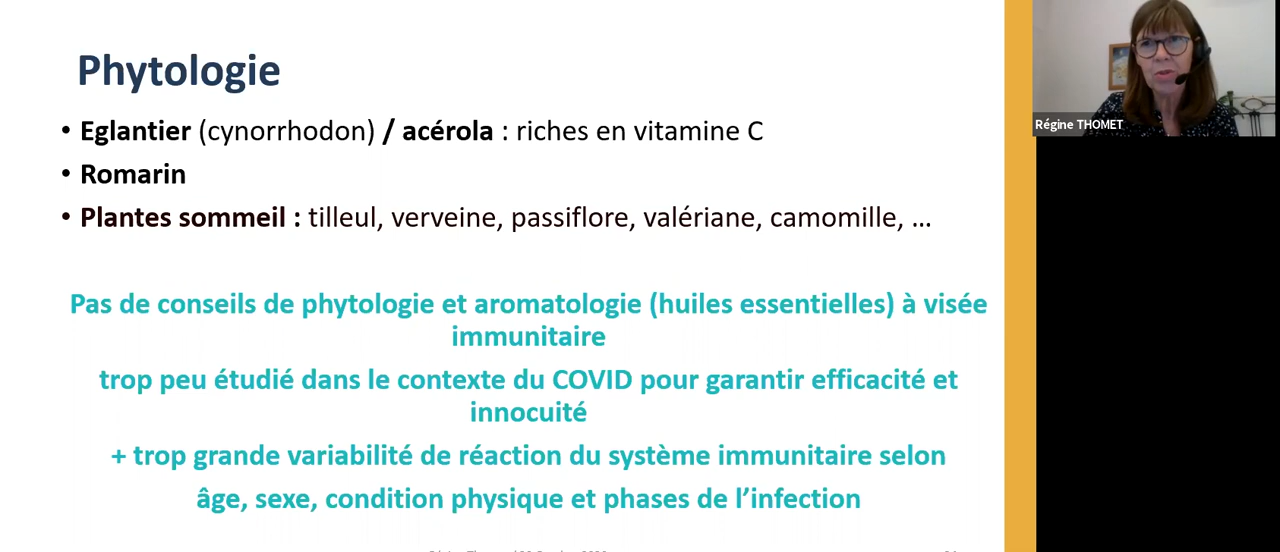 Phytologie
• Eglantier (cynorrhodon) / acérola : riches en vitamine C
• Romarin
• Plantes sommeil : tilleul, verveine, passiflore, valériane, camomille, …
Pas de conseils de phytologie et aromatologie (huiles essentielles) à visée
immunitaire
trop peu étudié dans le contexte du COVID pour garantir efficacité et
innocuité
+ trop grande variabilité de réaction du système immunitaire selon
âge, sexe, condition physique et phases de l’infection
Régine THOMET